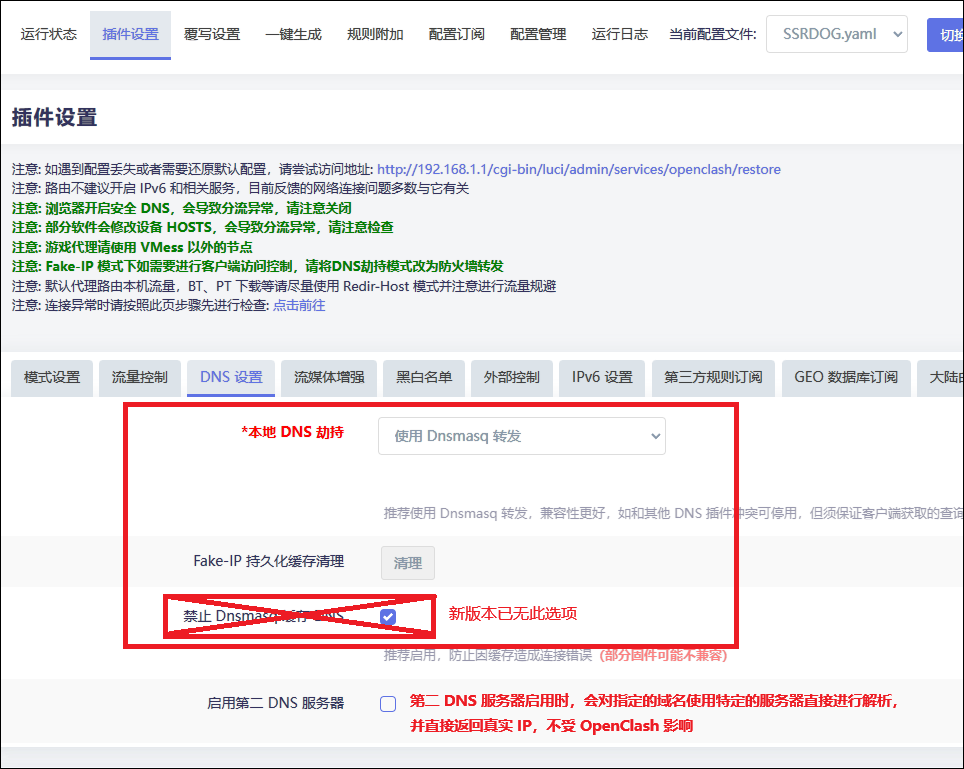 运行状态 插件设置 覆写设置 一键生成 规则附加 配置订阅 配置管理 运行日志 当前配置文件: SSRDOG.yaml 切换
插件设置
注意: 如遇到配置丢失或者需要还原默认配置，请尝试访问地址: http://192.168.1.1/cgi-bin/luci/admin/services/openclash/restore
注意: 路由不建议开启 IPv6 和相关服务，目前反馈的网络连接问题多数与它有关
注意: 浏览器开启安全 DNS，会导致分流异常，请注意关闭
注意: 部分软件会修改设备 HOSTS，会导致分流异常，请注意检查
注意: 游戏代理请使用 VMess 以外的节点
注意: Fake-IP 模式下如需要进行客户端访问控制，请将DNS劫持模式改为防火墙转发
注意: 默认代理路由本机流量，BT、PT 下载等请尽量使用 Redir-Host 模式并注意进行流量规避
注意: 连接异常时请按照此页步骤先进行检查: 点击前往
模式设置 流量控制 DNS 设置 流媒体增强 黑白名单 外部控制 IPv6 设置 第三方规则订阅 GEO 数据库订阅 大陆
*本地 DNS 劫持 使用 Dnsmasq 转发
推荐使用 Dnsmasq 转发，兼容性更好，如和其他 DNS 插件冲突可停用，但须保证客户端获取的查询
Fake-IP 持久化缓存清理 清理
禁止 Dnsmasq 缓存 DNS 新版本已无此选项
推荐启用，防止因缓存造成连接错误（部分固件可能不兼容）
启用第二 DNS 服务器 第二 DNS 服务器启用时，会对指定的域名使用特定的服务器直接进行解析，
并直接返回真实 IP，不受 OpenClash 影响